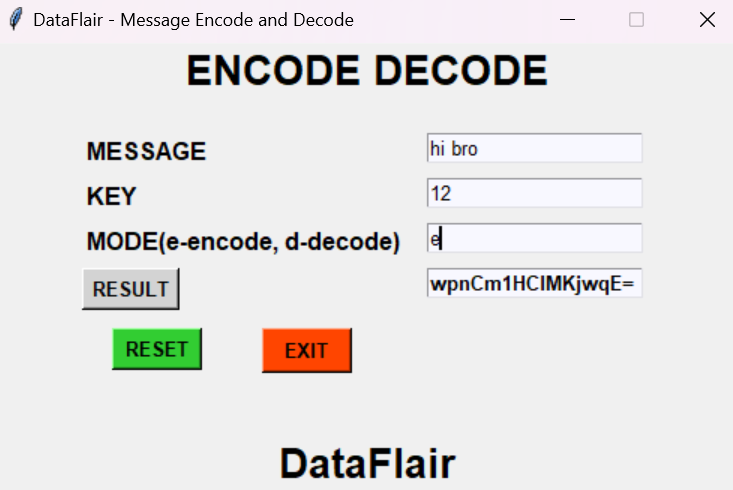 DataFlair - Message Encode and Decode
ENCODE DECODE
MESSAGE hi bro
KEY 12
MODE(e-encode, d-decode) e
RESULT wpnCm1HClMKjwqE=
RESET EXIT
DataFlair